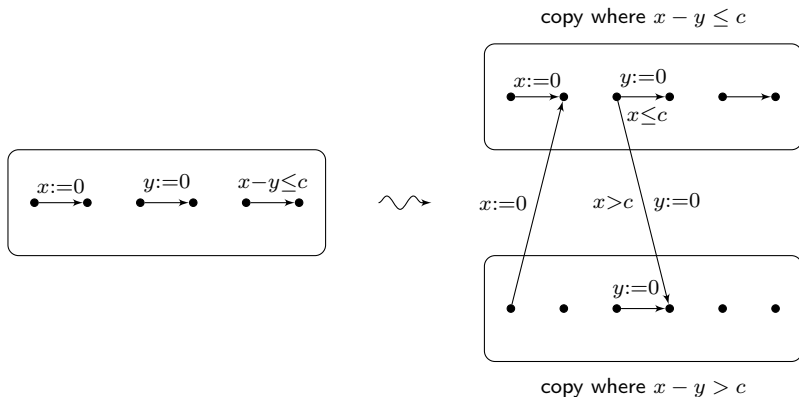 copy where x − y ≤ c
x:=0
y:=0
x≤c
x:=0
y:=0
x−y≤c
x:=0
x>c
y:=0
y:=0
copy where x − y > c